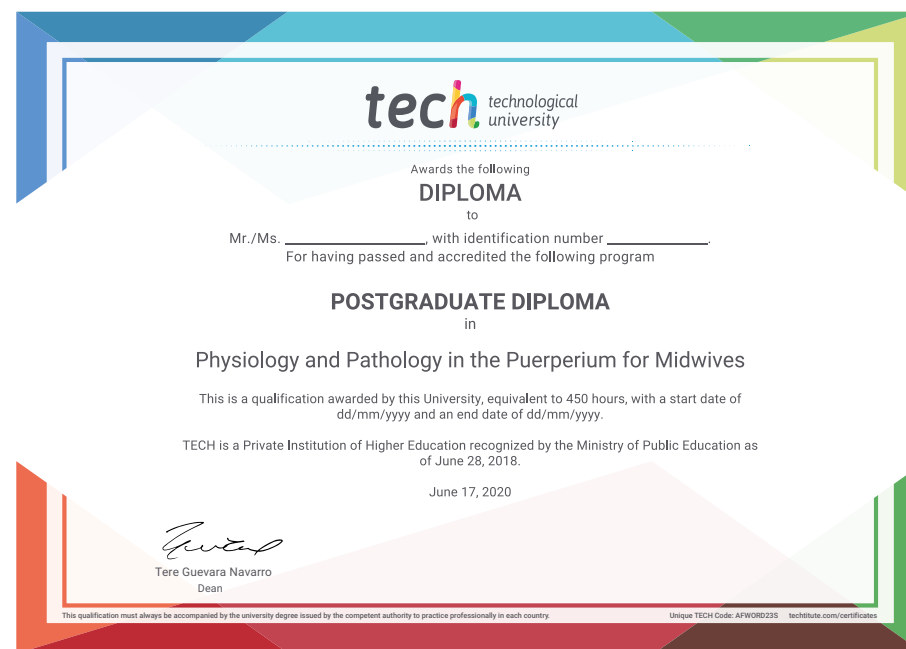 tech technological
university
Awards the following
DIPLOMA
to
Mr./Ms. ____________________, with identification number ______________.
For having passed and accredited the following program
POSTGRADUATE DIPLOMA
in
Physiology and Pathology in the Puerperium for Midwives
This is a qualification awarded by this University, equivalent to 450 hours, with a start date of
dd/mm/yyyy and an end date of dd/mm/yyyy.
TECH is a Private Institution of Higher Education recognized by the Ministry of Public Education as
of June 28, 2018.
June 17, 2020
Tere Guevara Navarro
Dean
This qualification must always be accompanied by the university degree issued by the competent authority to practice professionally in each country. Unique TECH Code: AFWORD23S techtitute.com/certificates